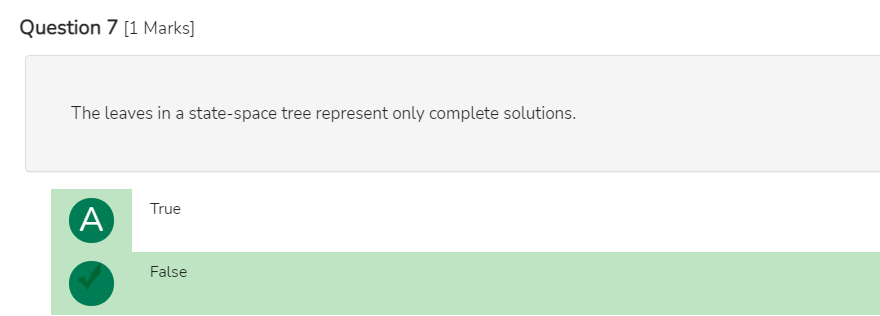 Question 7 [1 Marks]
The leaves in a state-space tree represent only complete solutions.
A True
False